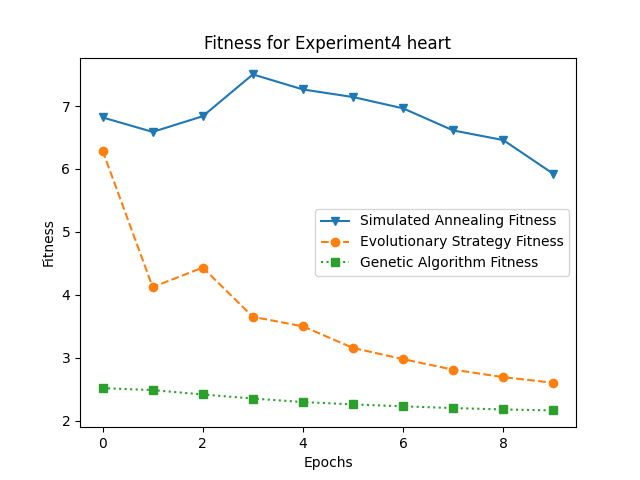 Fitness for Experiment4 heart
Fitness
7
6
5
4
3
2
Simulated Annealing Fitness
Evolutionary Strategy Fitness
Genetic Algorithm Fitness
0
2
4
6
8
Epochs